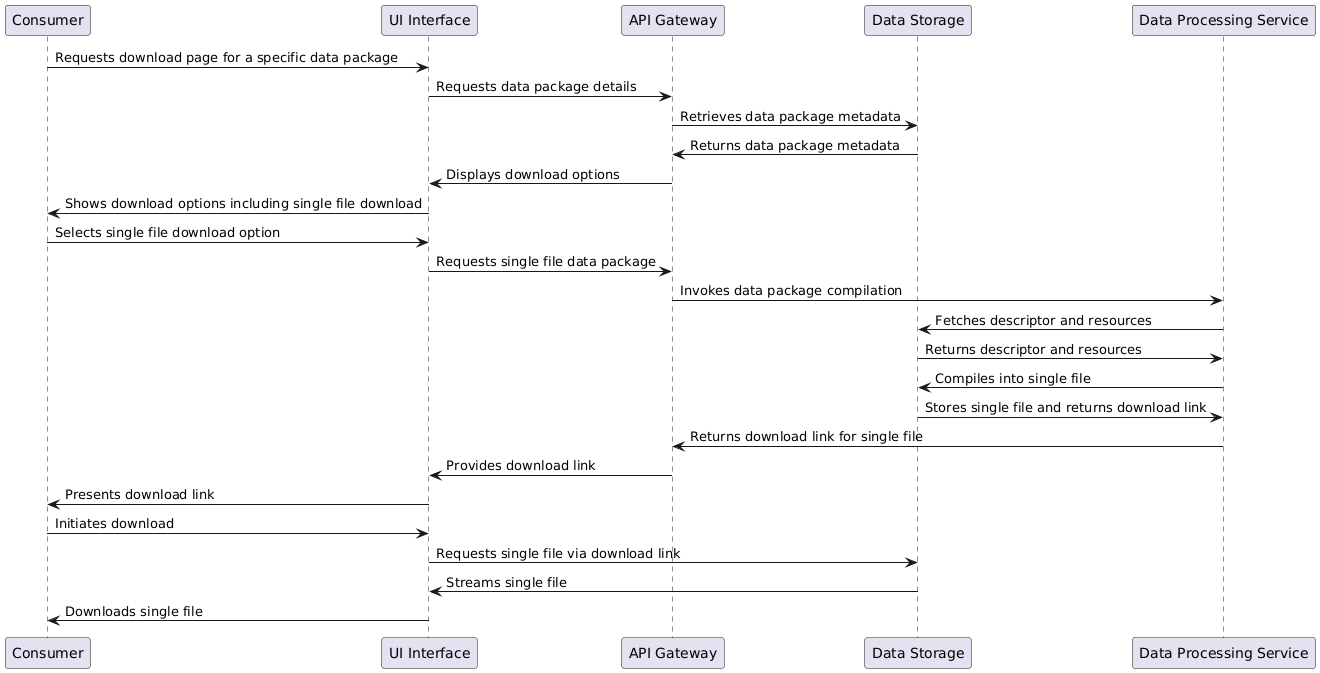 Consumer UI Interface API Gateway Data Storage Data Processing Service
Requests download page for a specific data package
Requests data package details
Retrieves data package metadata
Returns data package metadata
Displays download options
Shows download options including single file download
Selects single file download option
Requests single file data package
Invokes data package compilation
Fetches descriptor and resources
Returns descriptor and resources
Compiles into single file
Stores single file and returns download link
Returns download link for single file
Provides download link
Presents download link
Initiates download
Requests single file via download link
Streams single file
Downloads single file
Consumer UI Interface API Gateway Data Storage Data Processing Service